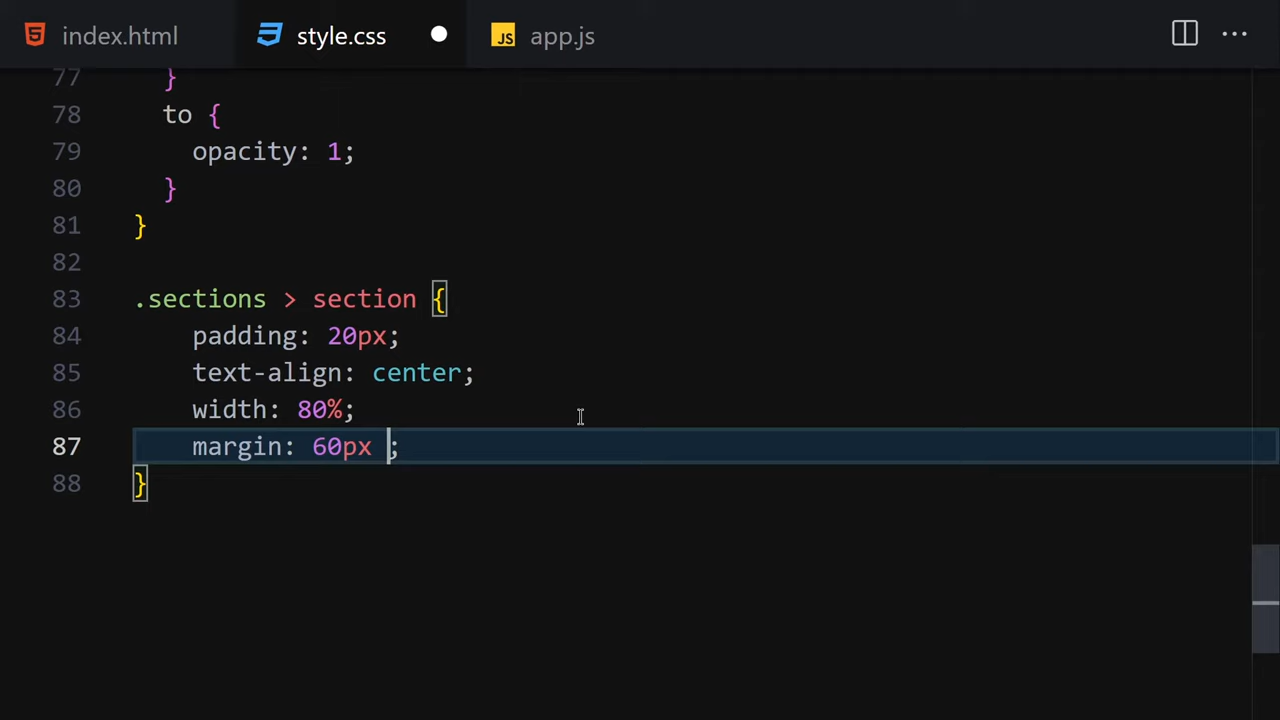 index.html style.css JS app.js
77 }
78 to {
79 opacity: 1;
80 }
81 }
82
83 .sections > section {
84 padding: 20px;
85 text-align: center;
86 width: 80%;
87 margin: 60px ;
88 }